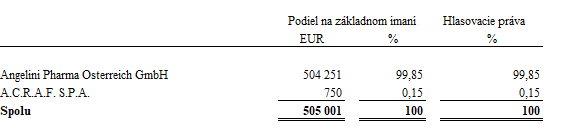 Podiel na základnom imaní Hlasovacie práva
EUR % %
Angelini Pharma Osterreich GmbH 504 251 99,85 99,85
A.C.R.A.F. S.P.A. 750 0,15 0,15
Spolu 505 001 100 100